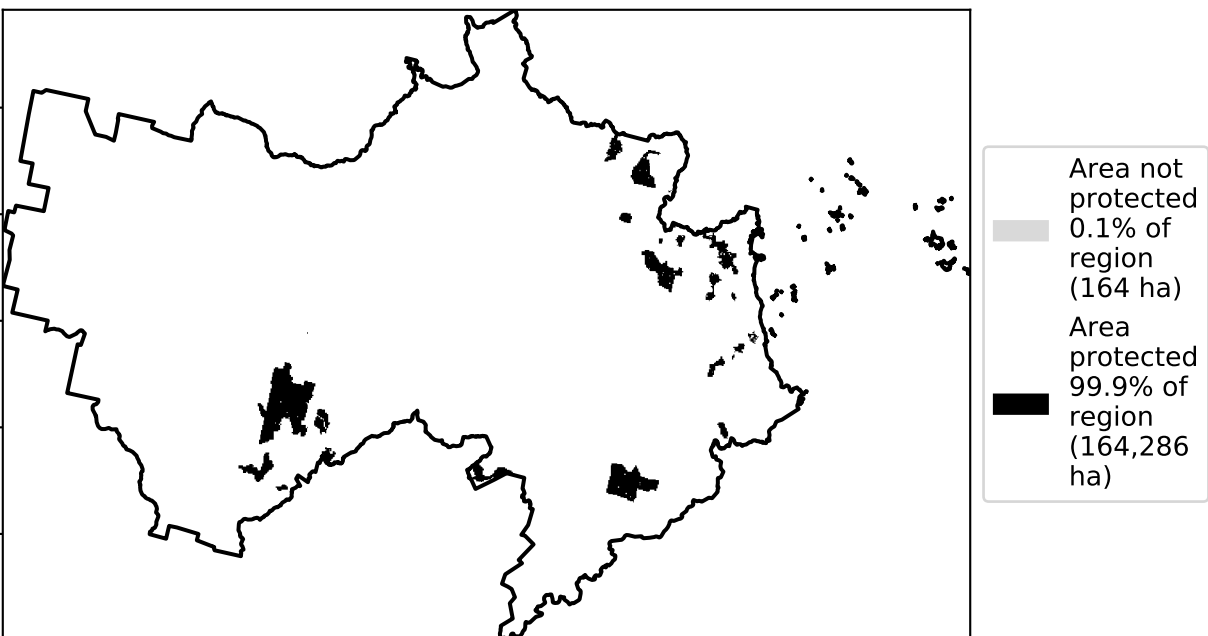 Area not
protected
0.1% of
region
(164 ha)
Area
protected
99.9% of
region
(164,286
ha)